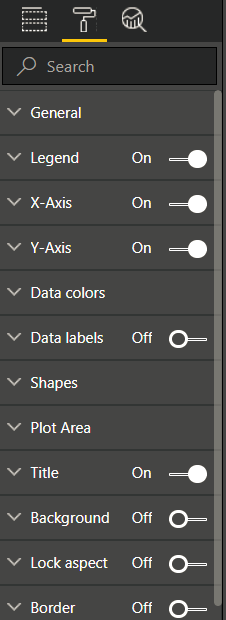 Search
General
Legend On
X-Axis On
Y-Axis On
Data colors
Data labels Off
Shapes
Plot Area
Title On
Background Off
Lock aspect Off
Border Off